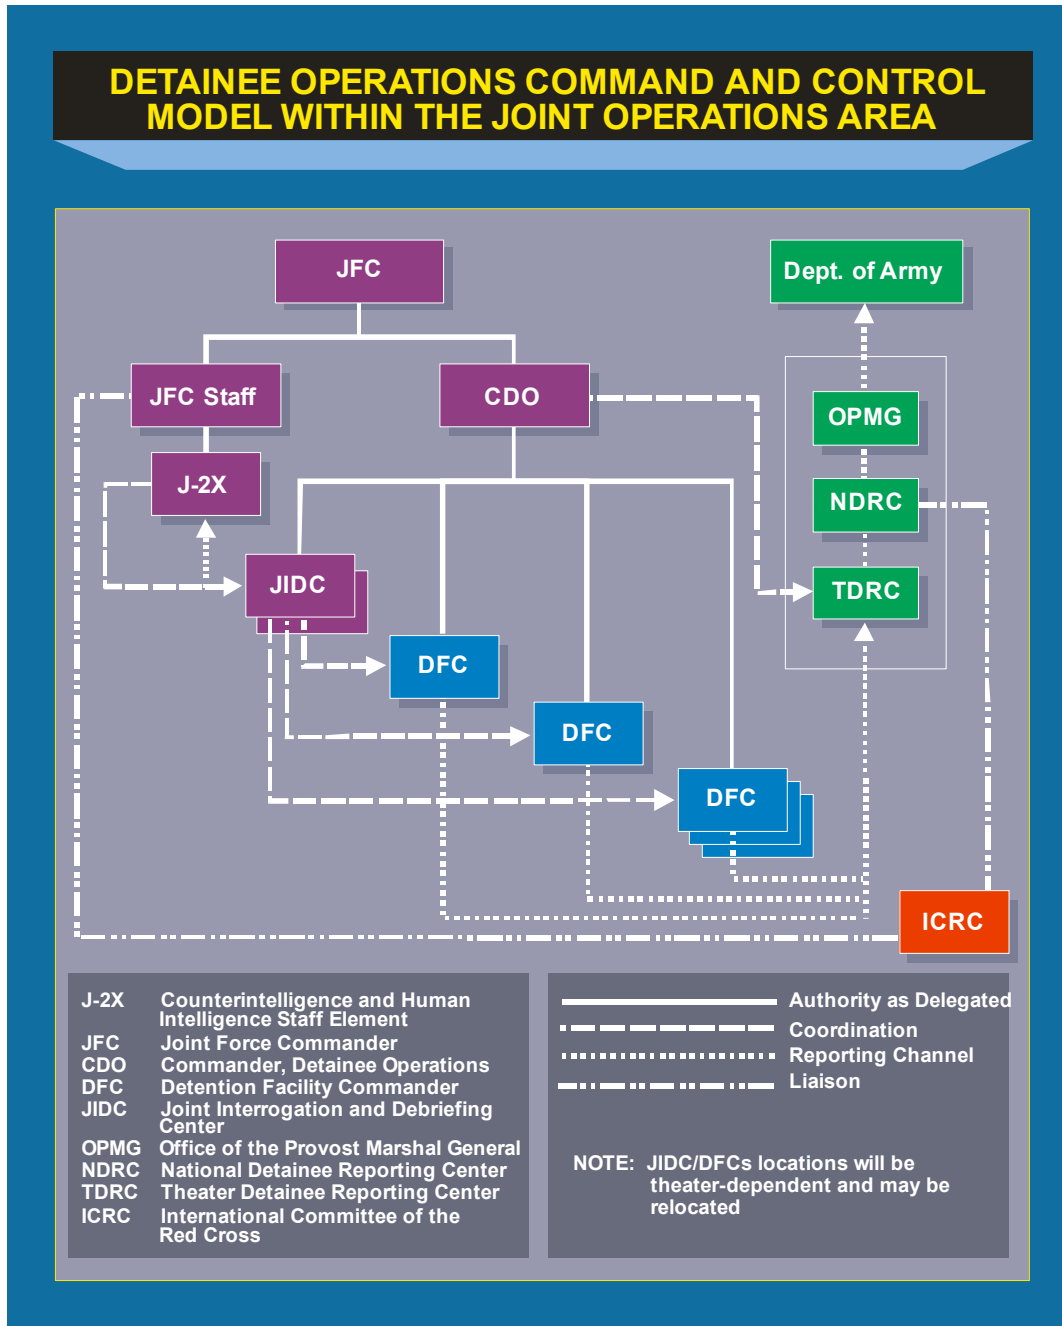 DETAINEE OPERATIONS COMMAND AND CONTROL
MODEL WITHIN THE JOINT OPERATIONS AREA
JFC
Dept. of Army
JFC Staff
CDO
OPMG
J-2X
NDRC
JIDC
TDRC
DFC
DFC
DFC
ICRC
J-2X Counterintelligence and Human
Intelligence Staff Element
JFC Joint Force Commander
CDO Commander, Detainee Operations
DFC Detention Facility Commander
JIDC Joint Interrogation and Debriefing
Center
OPMG Office of the Provost Marshal General
NDRC National Detainee Reporting Center
TDRC Theater Detainee Reporting Center
ICRC International Committee of the
Red Cross
Authority as Delegated
Coordination
Reporting Channel
Liaison
NOTE: JIDC/DFCs locations will be
theater-dependent and may be
relocated